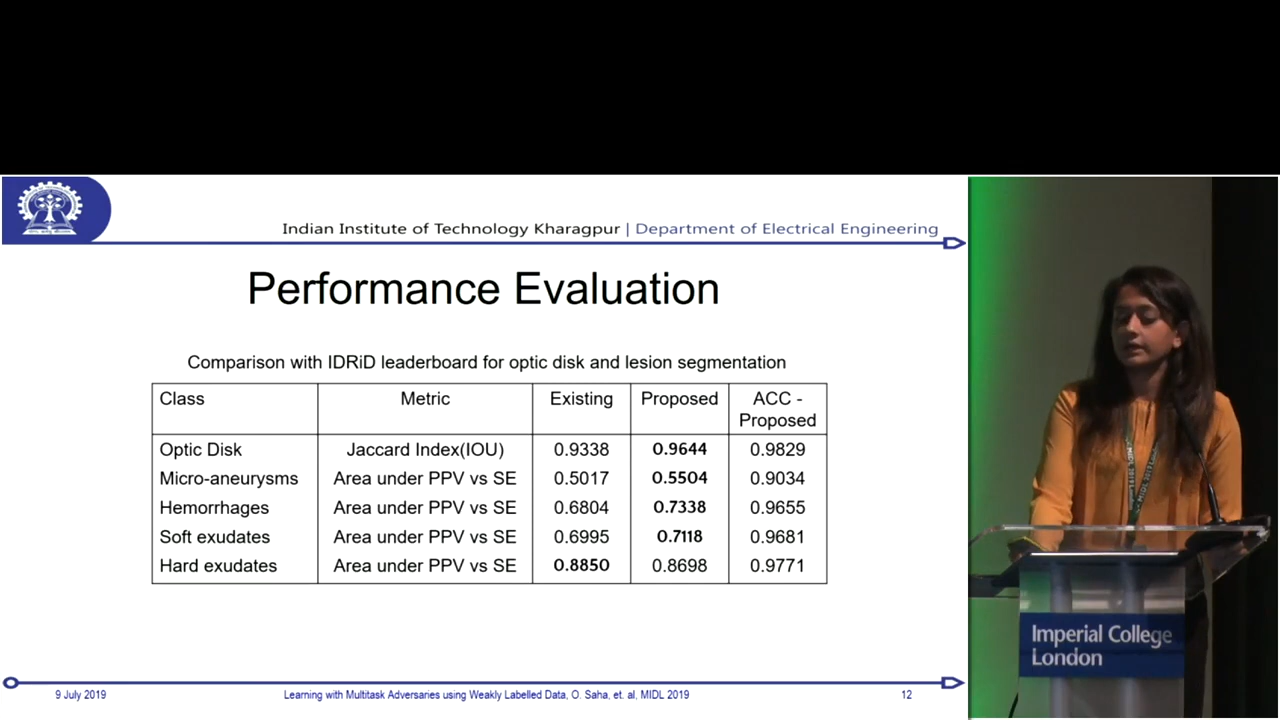 Indian Institute of Technology Kharagpur | Department of Electrical Engineering
Performance Evaluation
Comparison with IDRiD leaderboard for optic disk and lesion segmentation
Class Metric Existing Proposed ACC - Proposed
Optic Disk Jaccard Index(IOU) 0.9338 0.9644 0.9829
Micro-aneurysms Area under PPV vs SE 0.5017 0.5504 0.9034
Hemorrhages Area under PPV vs SE 0.6804 0.7338 0.9655
Soft exudates Area under PPV vs SE 0.6995 0.7118 0.9681
Hard exudates Area under PPV vs SE 0.8850 0.8698 0.9771
9 July 2019 Learning with Multitask Adversaries using Weakly Labelled Data, O. Saha, et. al, MIDL 2019 12
Imperial College
London